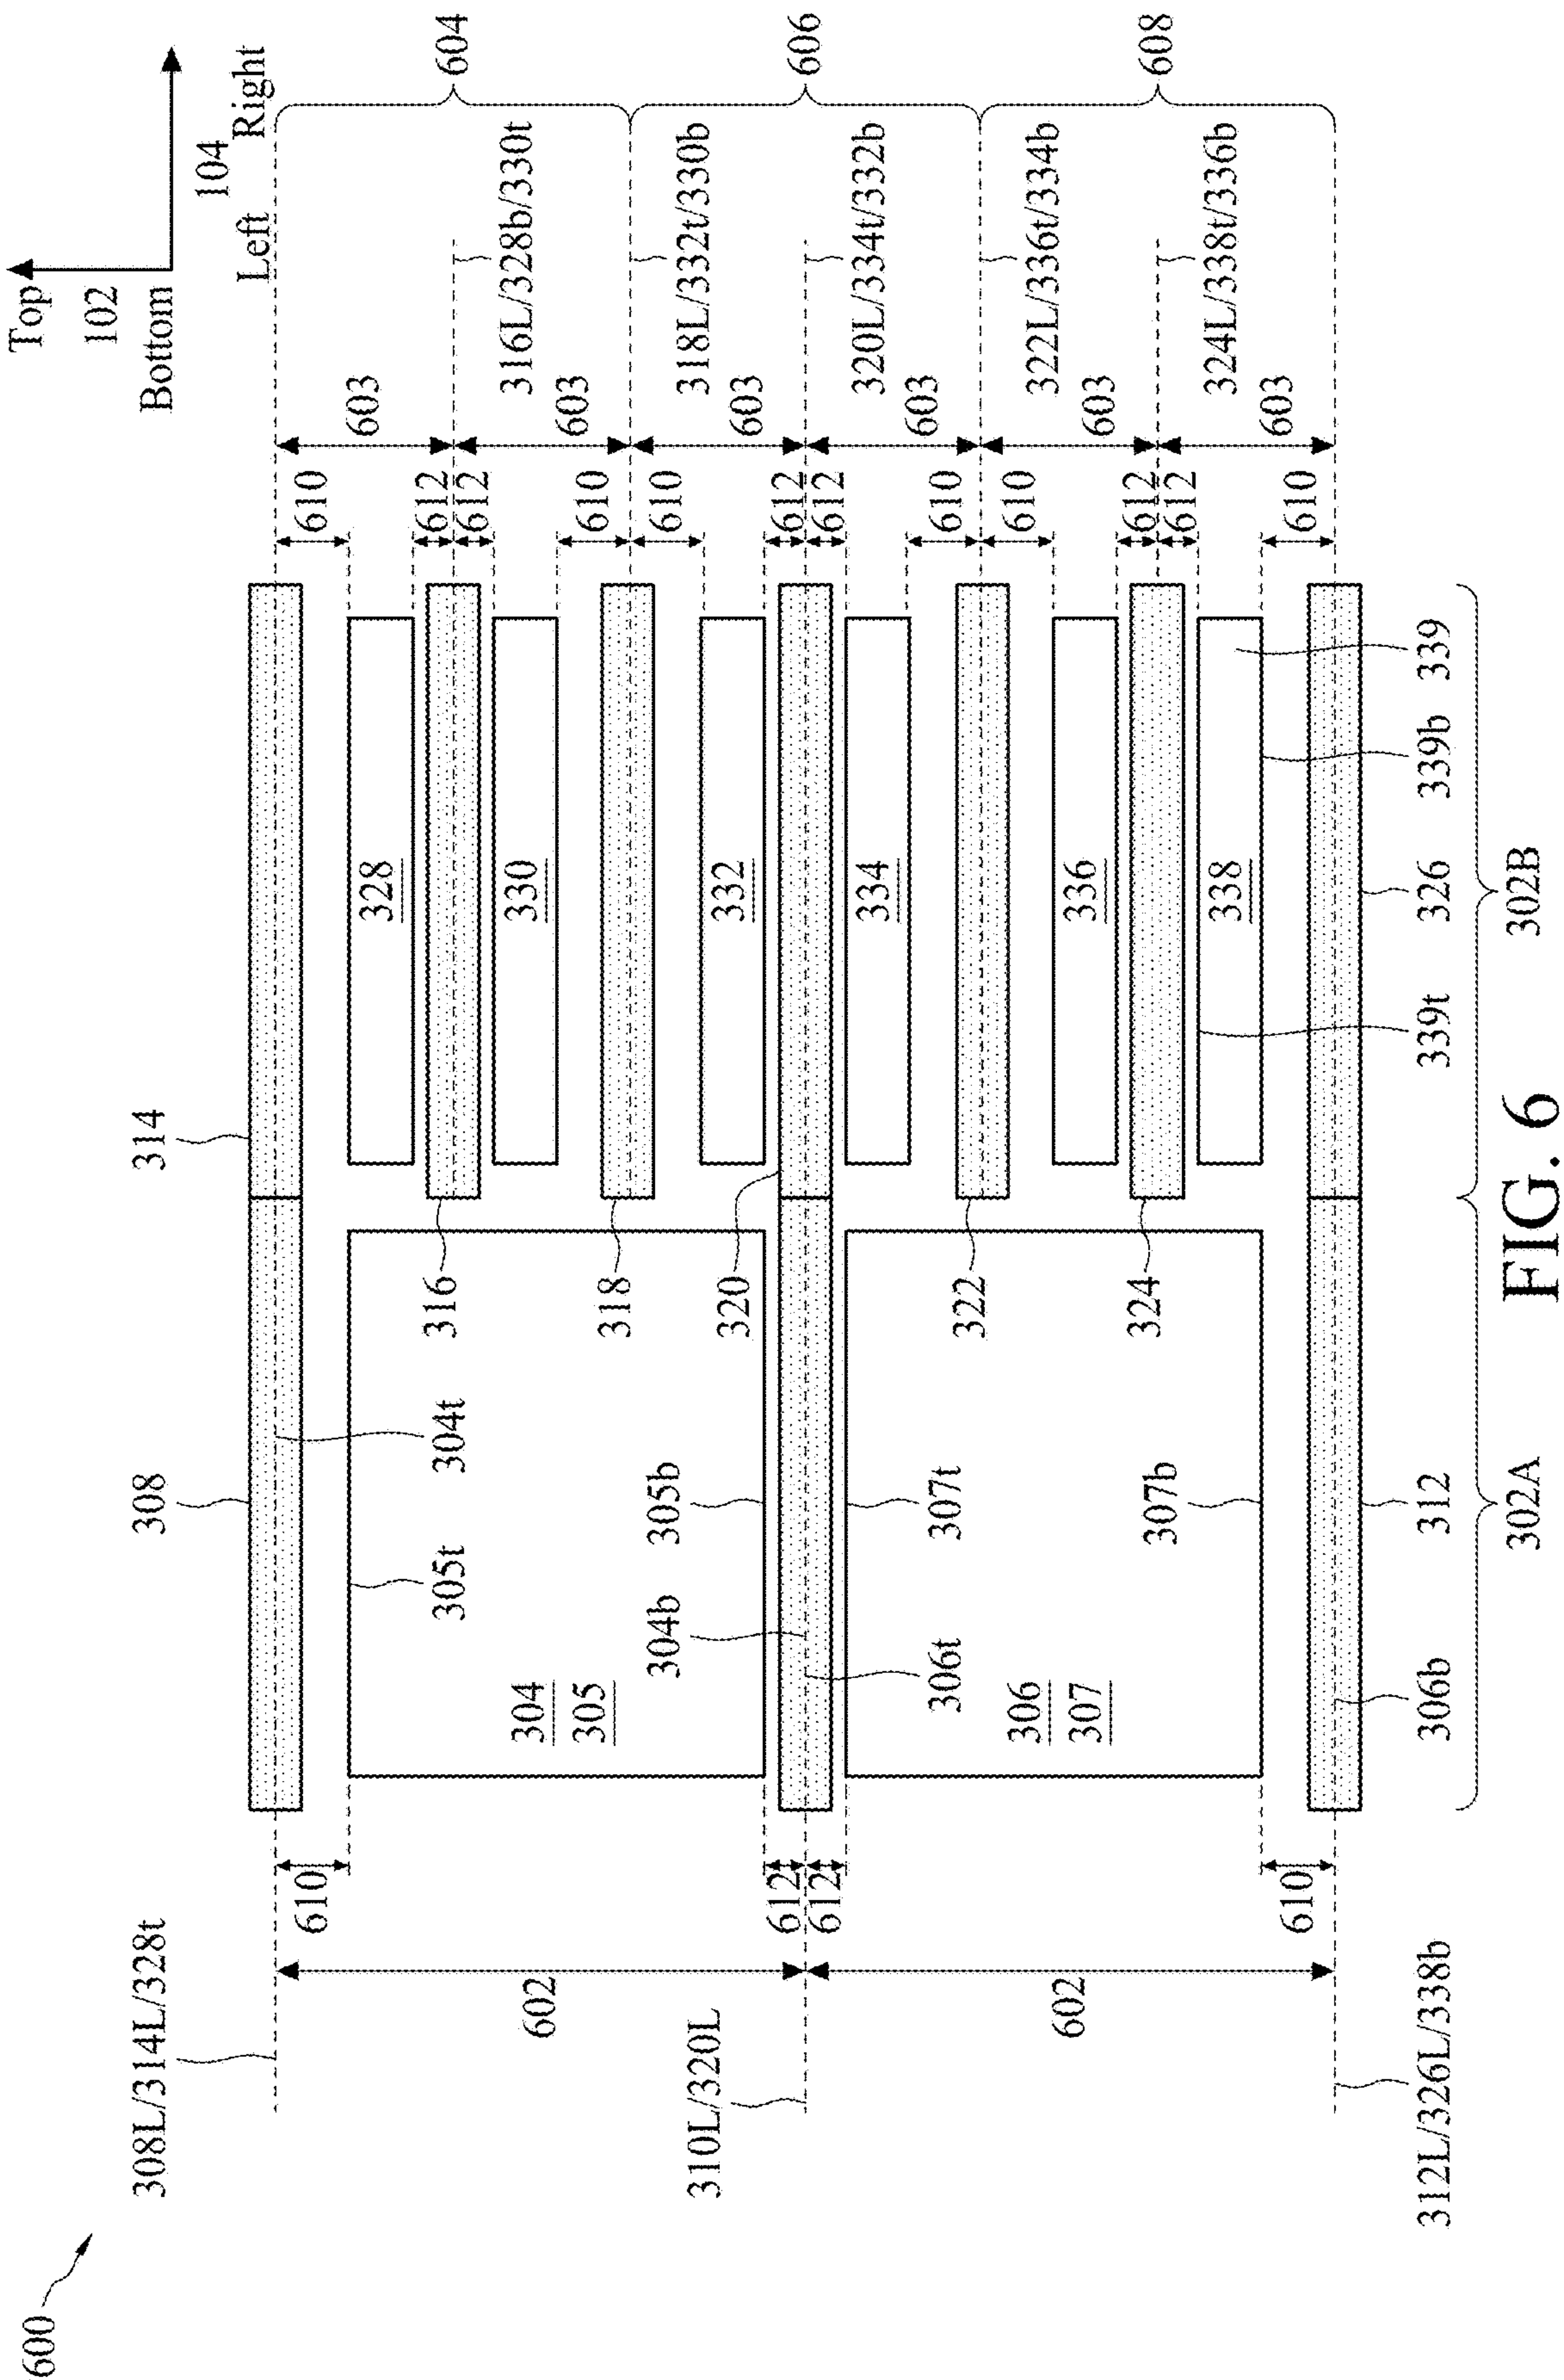 600
Top
102
Bottom
Left
104
Right
308L/314L/328t
308
314
604
603
610
305t
304t
316
328
612
612
316L/328b/330t
602
304
305
330
603
610
318
318L/332t/330b
606
304b
305b
320
332
610
603
612
612
310L/320L
320L/334t/332b
306t
307t
334
610
603
602
306
307
322
322L/336t/334b
608
610
603
336
612
612
307b
324
324L/338t/336b
610
338
610
603
312L/326L/338b
306b
312
339t
326
339b
339
612
612
302A
302B
FIG. 6